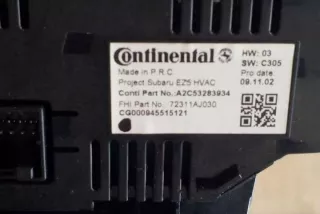 Continental
HW: 03
Made in P.R.C
SW: C305
Project Subaru EZ5 HVAC
Pro date
09.11.02
Conti Part No.: A2C53283934
FHI Part No. 72311AJ030
CG000945515121